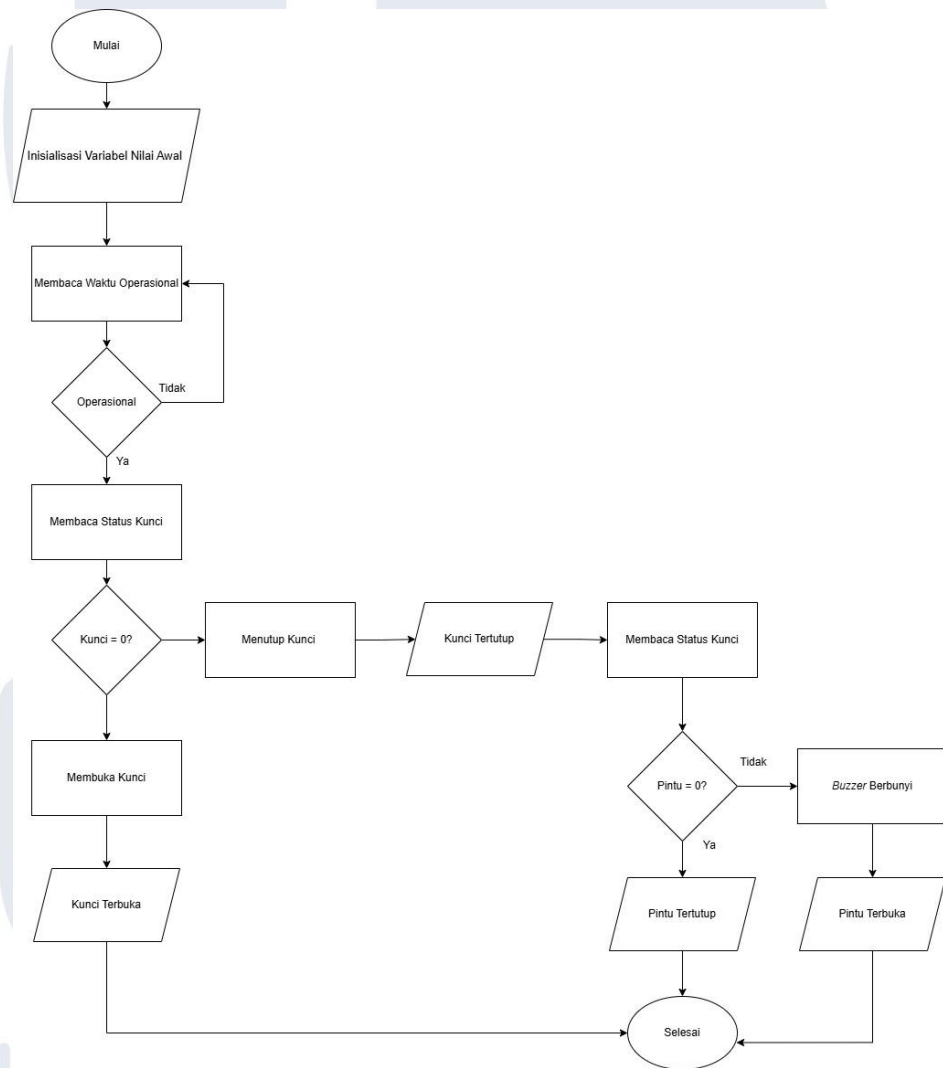 Mulai
Inisialisasi Variabel Nilai Awal
Membaca Waktu Operasional
Operasional
Tidak
Ya
Membaca Status Kunci
Kunci = 0?
Menutup Kunci
Kunci Tertutup
Membaca Status Kunci
Membuka Kunci
Pintu = 0?
Tidak
Buzzer Berbunyi
Ya
Kunci Terbuka
Pintu Tertutup
Pintu Terbuka
Selesai